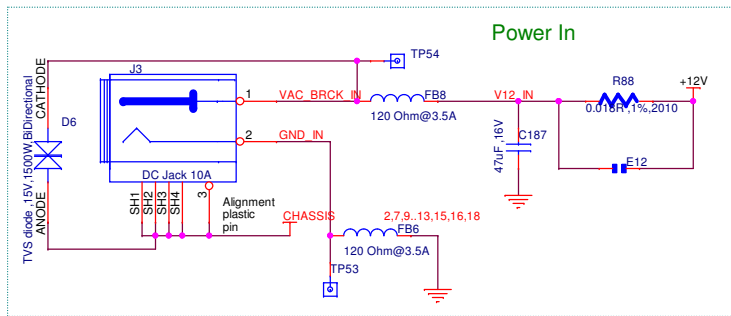 Power In
TP54
J3
CATHODE
D6
TVS diode ,15V,1500W,BiDirectional
ANODE
1
VAC_BRCK_IN
FB8
120 Ohm@3.5A
V12_IN
R88
0.018R ,1%,2010
+12V
2
GND_IN
C187
47uF,16V
E12
DC Jack 10A
SH1
SH2
SH3
SH4
3
Alignment
plastic
pin
CHASSIS
2,7,9..13,15,16,18
FB6
120 Ohm@3.5A
TP53